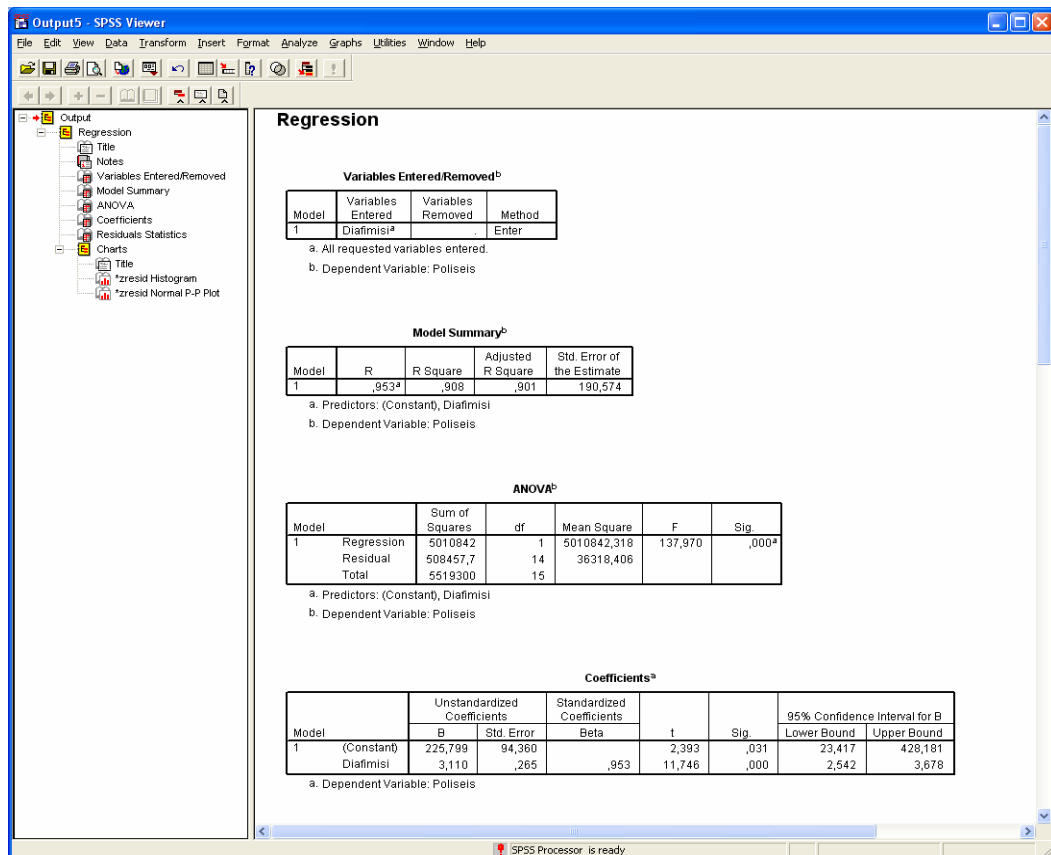 Output5 - SPSS Viewer
File Edit View Data Transform Insert Format Analyze Graphs Utilities Window Help
Output
Regression
Title
Notes
Variables Entered/Removed
Model Summary
ANOVA
Coefficients
Residuals Statistics
Charts
Title
*zresid Histogram
*zresid Normal P-P Plot
Regression
Variables Entered/Removedb
Model Variables Entered Variables Removed Method
1 Diafimisia . Enter
a. All requested variables entered.
b. Dependent Variable: Poliseis
Model Summaryb
Model R R Square Adjusted R Square Std. Error of the Estimate
1 ,953a ,908 ,901 190,574
a. Predictors: (Constant), Diafimisi
b. Dependent Variable: Poliseis
ANOVAb
Model Sum of Squares df Mean Square F Sig.
1 Regression 5010842 1 5010842,318 137,970 ,000a
Residual 508457,7 14 36318,406
Total 5519300 15
a. Predictors: (Constant), Diafimisi
b. Dependent Variable: Poliseis
Coefficientsa
Unstandardized Coefficients Standardized Coefficients 95% Confidence Interval for B
Model B Std. Error Beta t Sig. Lower Bound Upper Bound
1 (Constant) 225,799 94,360 2,393 ,031 23,417 428,181
Diafimisi 3,110 ,265 ,953 11,746 ,000 2,542 3,678
a. Dependent Variable: Poliseis
SPSS Processor is ready